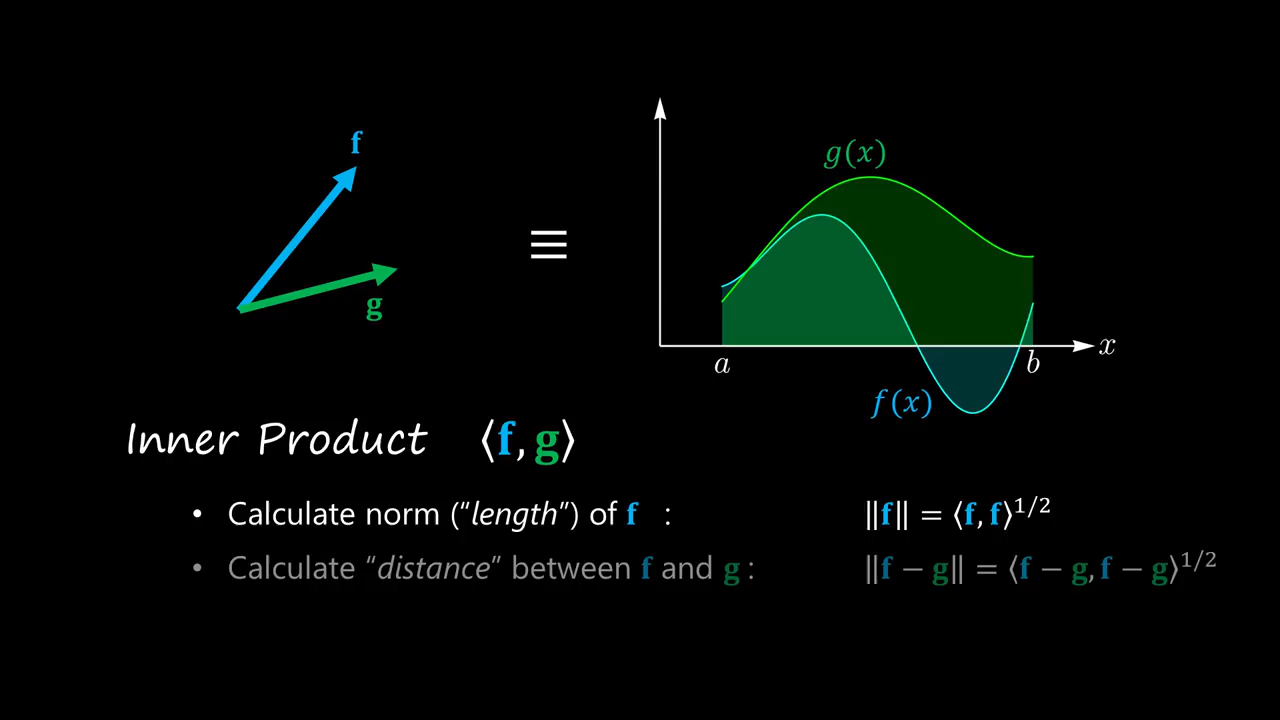 f
g
≡
g(x)
x
a
b
f(x)
Inner Product ⟨f, g⟩
• Calculate norm ("length") of f : ‖f‖ = ⟨f, f⟩^{1/2}
• Calculate "distance" between f and g : ‖f − g‖ = ⟨f − g, f − g⟩^{1/2}